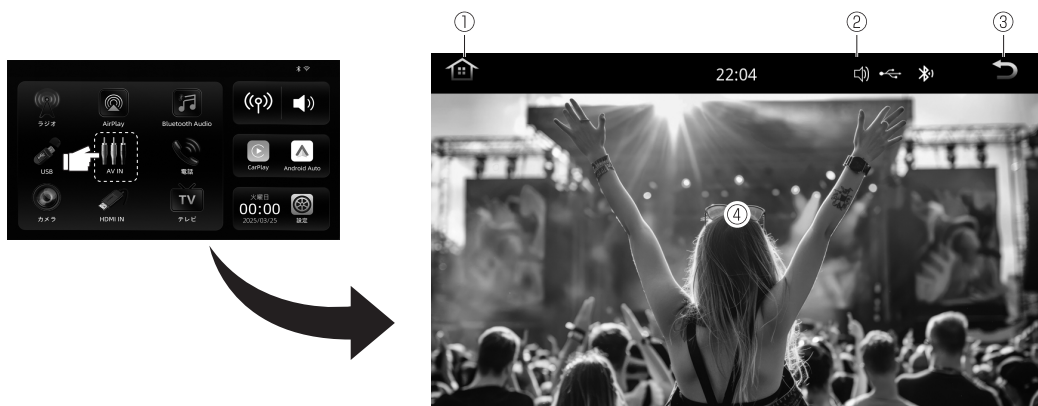 ① ② ③
22:04
④
ラジオ AirPlay Bluetooth Audio
USB AV IN 電話
カメラ HDMI IN テレビ
TV
CarPlay Android Auto
火曜日
00:00
2025/03/25 設定